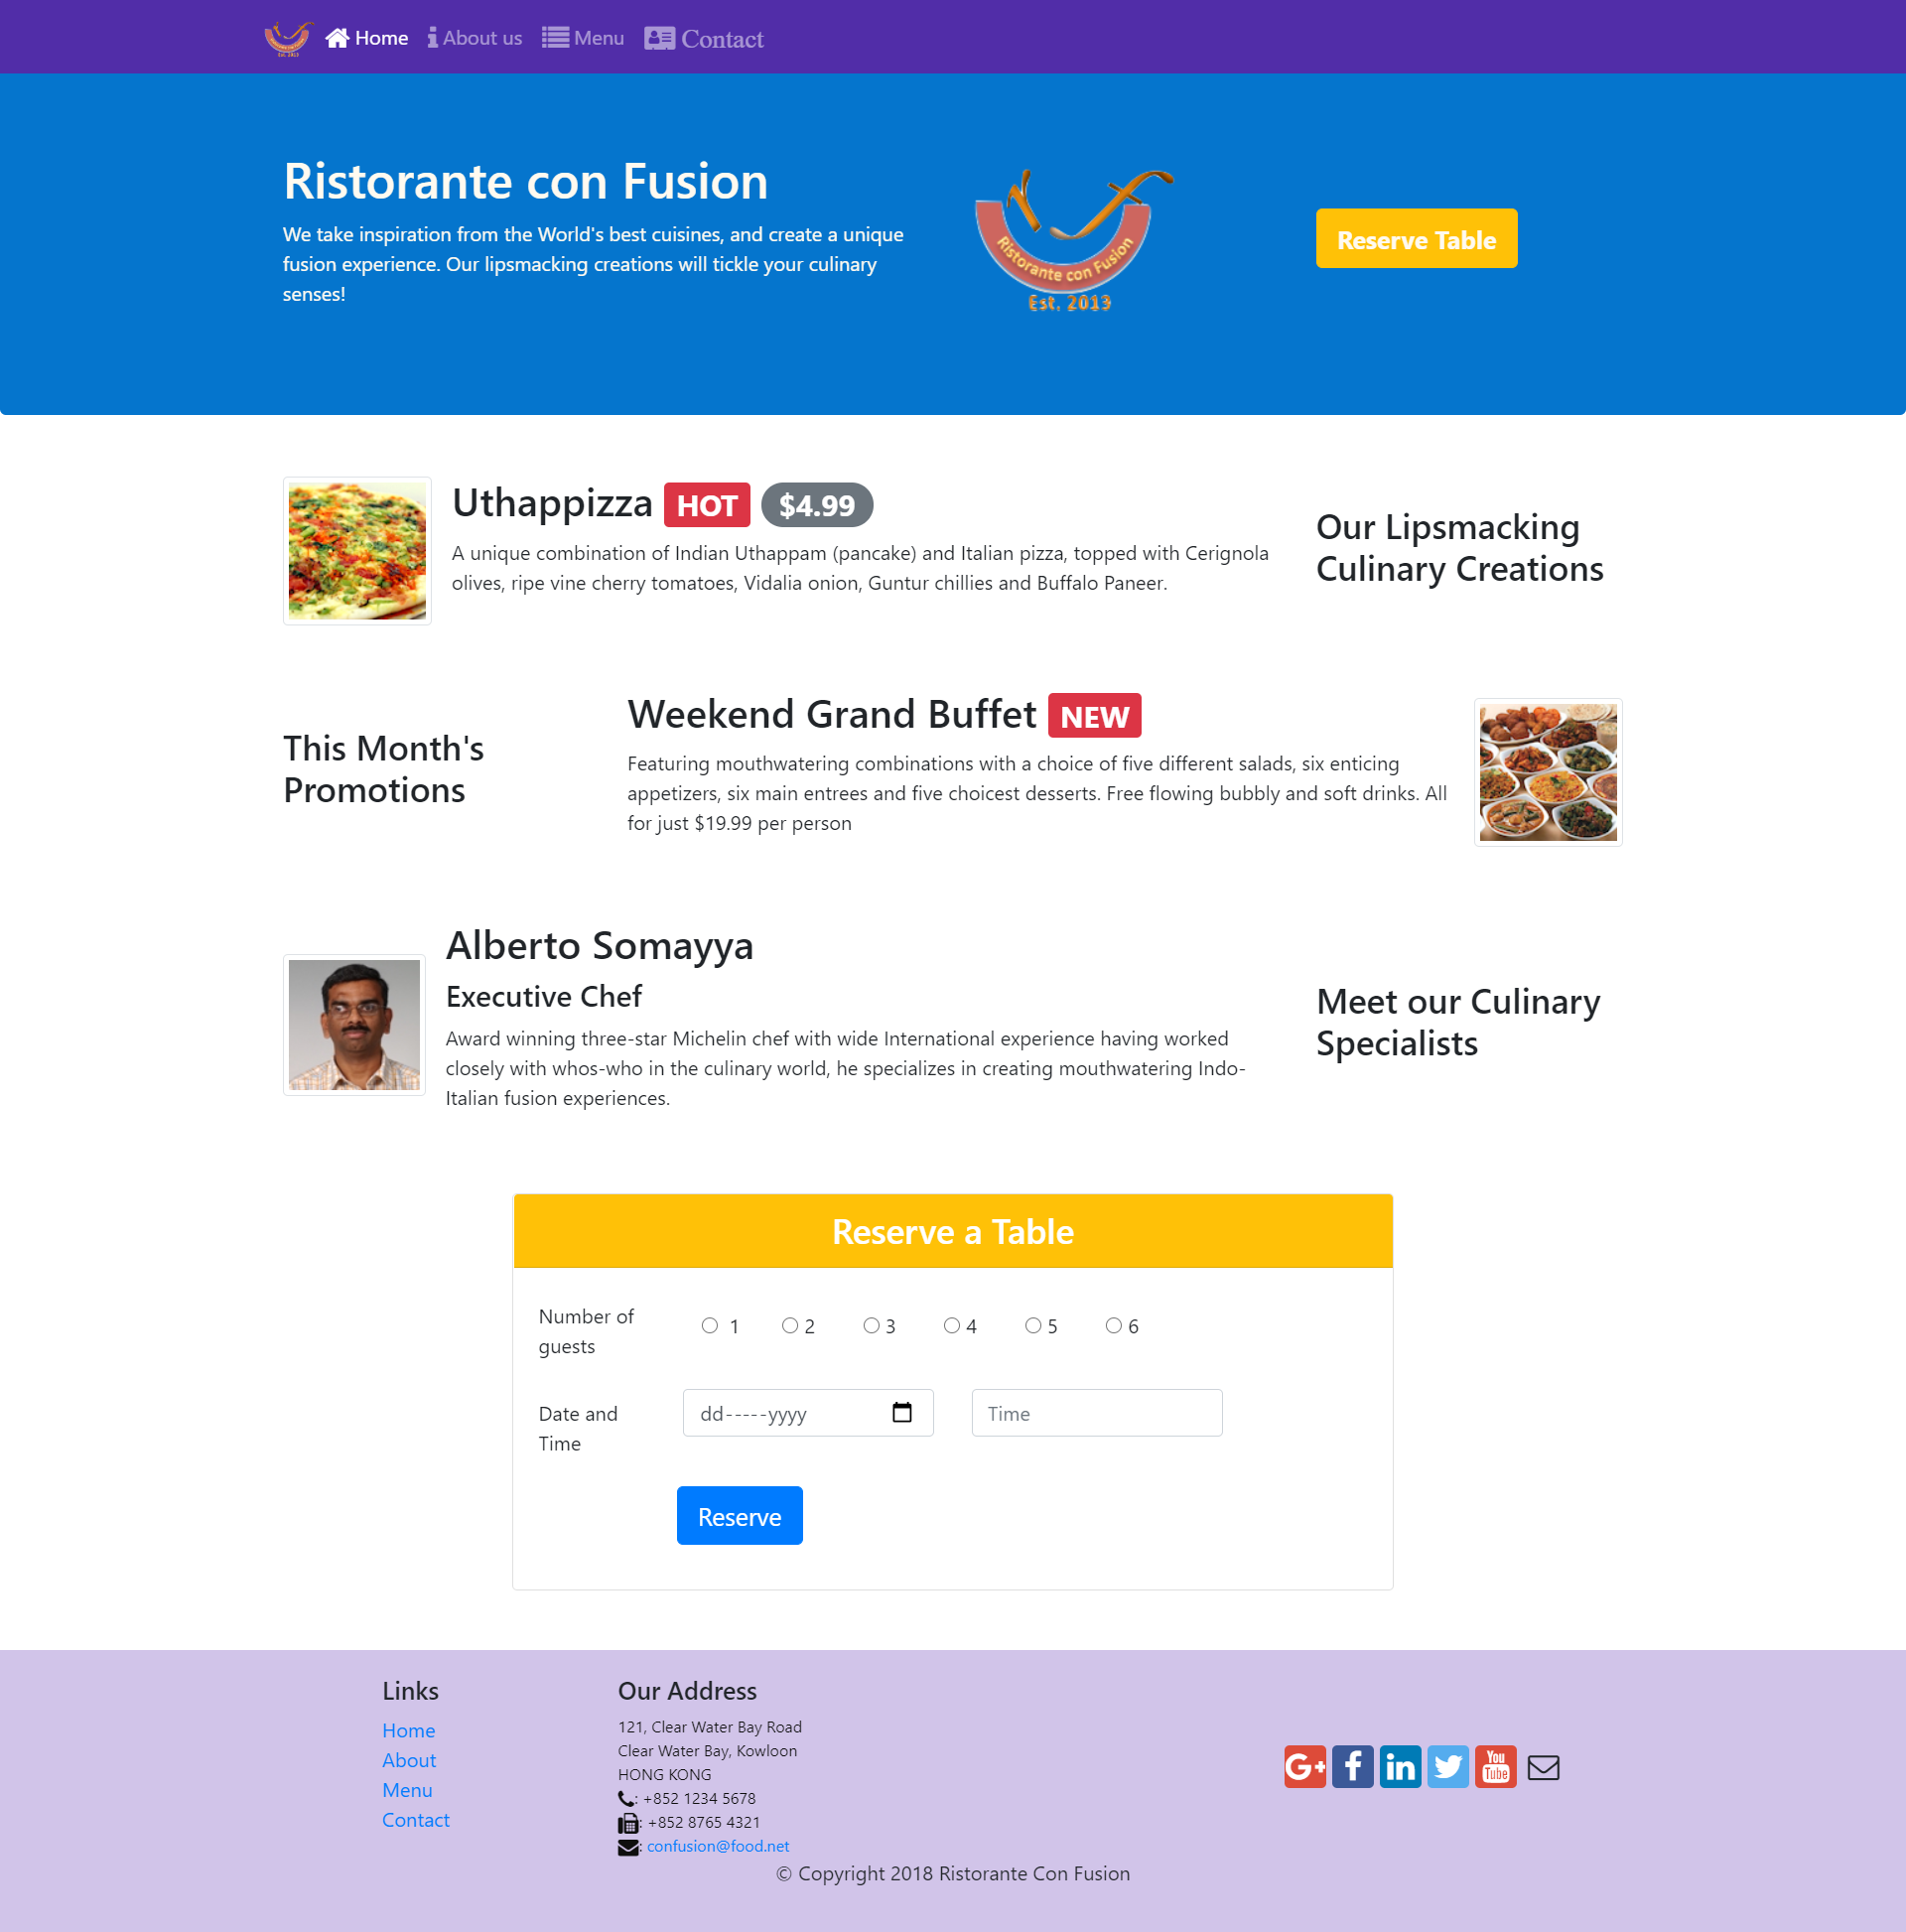 Home About us Menu Contact
Ristorante con Fusion
We take inspiration from the World's best cuisines, and create a unique
fusion experience. Our lipsmacking creations will tickle your culinary
senses!
Ristorante con Fusion
Est. 2013
Reserve Table
Uthappizza HOT $4.99
A unique combination of Indian Uthappam (pancake) and Italian pizza, topped with Cerignola
olives, ripe vine cherry tomatoes, Vidalia onion, Guntur chillies and Buffalo Paneer.
Our Lipsmacking
Culinary Creations
This Month's
Promotions
Weekend Grand Buffet NEW
Featuring mouthwatering combinations with a choice of five different salads, six enticing
appetizers, six main entrees and five choicest desserts. Free flowing bubbly and soft drinks. All
for just $19.99 per person
Alberto Somayya
Executive Chef
Award winning three-star Michelin chef with wide International experience having worked
closely with whos-who in the culinary world, he specializes in creating mouthwatering Indo-
Italian fusion experiences.
Meet our Culinary
Specialists
Reserve a Table
Number of
guests
1 2 3 4 5 6
Date and
Time
dd-----yyyy
Time
Reserve
Links
Home
About
Menu
Contact
Our Address
121, Clear Water Bay Road
Clear Water Bay, Kowloon
HONG KONG
: +852 1234 5678
: +852 8765 4321
: confusion@food.net
G+ f in You Tube
© Copyright 2018 Ristorante Con Fusion